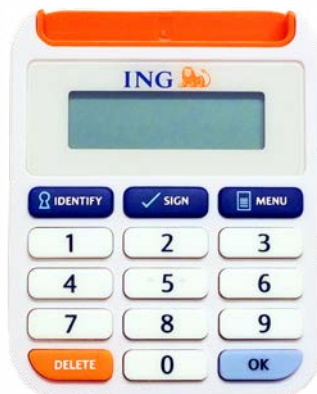 ING
IDENTIFY SIGN MENU
1 2 3
4 5 6
7 8 9
DELETE 0 OK